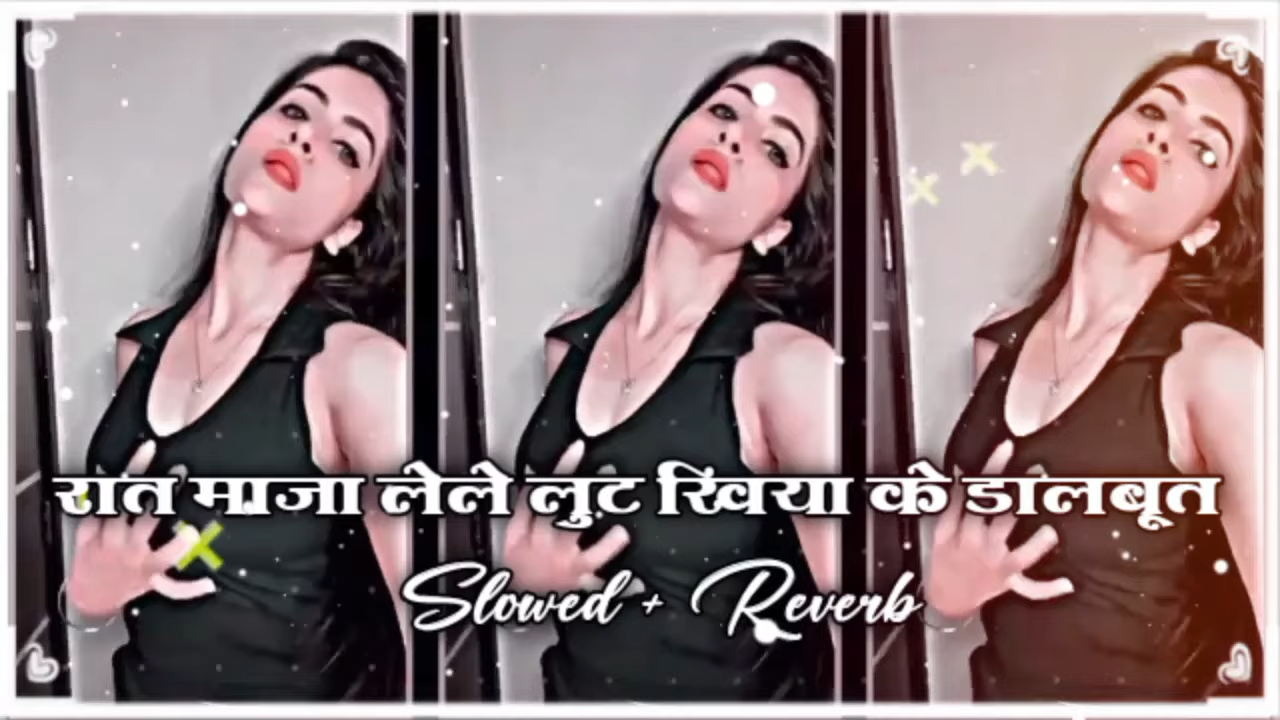 रात माजा लेले लुट खिया के डालबूत
Slowed + Reverb